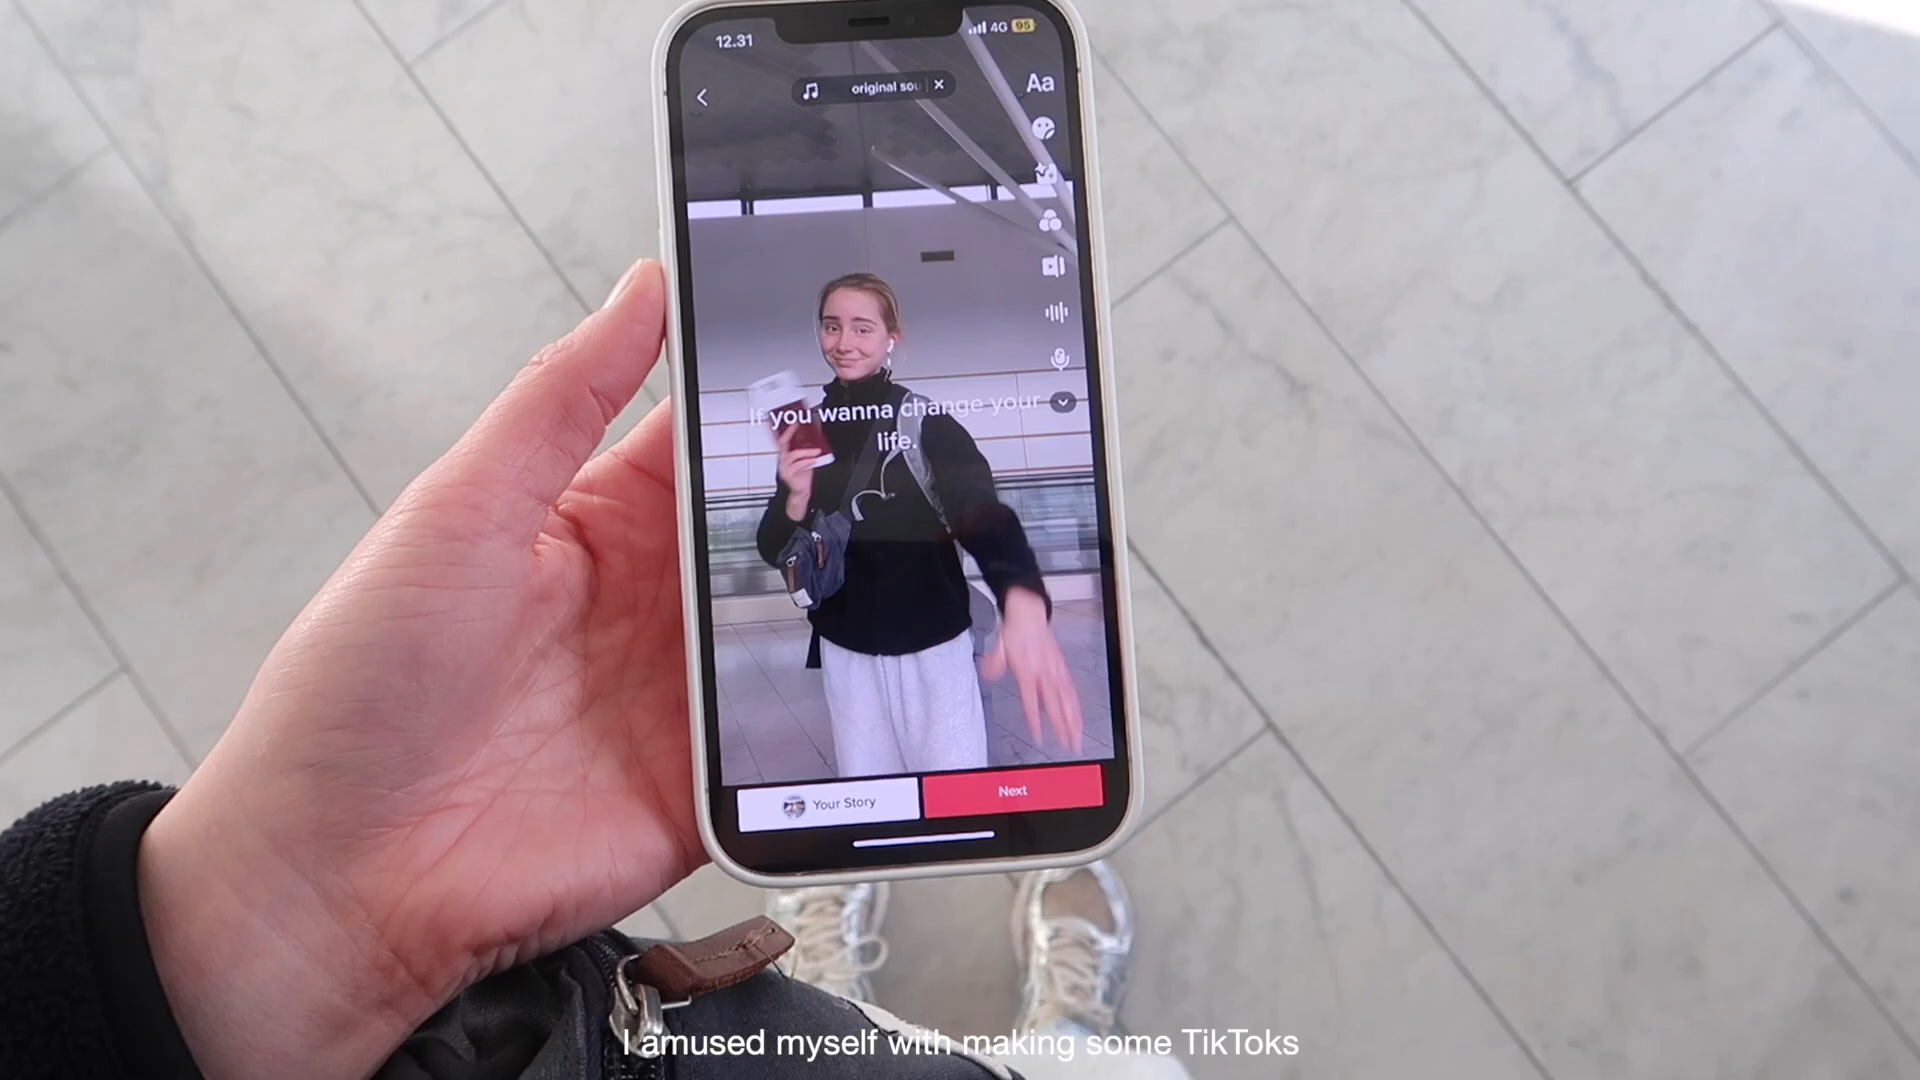 12.31
4G 95
original sou
Aa
If you wanna change your
life.
Your Story
Next
I amused myself with making some TikToks